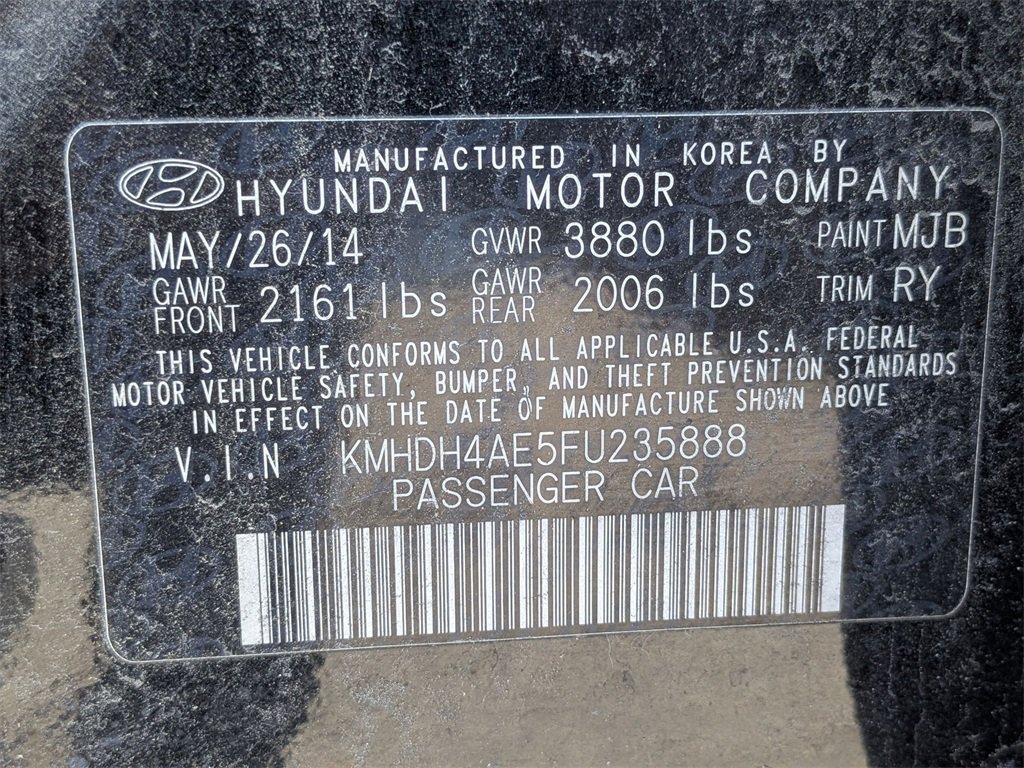 MANUFACTURED IN KOREA BY
HYUNDAI MOTOR COMPANY
MAY/26/14 GVWR 3880 lbs PAINT MJB
GAWR FRONT 2161 lbs GAWR REAR 2006 lbs TRIM RY
THIS VEHICLE CONFORMS TO ALL APPLICABLE U.S.A. FEDERAL
MOTOR VEHICLE SAFETY, BUMPER, AND THEFT PREVENTION STANDARDS
IN EFFECT ON THE DATE OF MANUFACTURE SHOWN ABOVE
V.I.N KMHDH4AE5FU235888
PASSENGER CAR